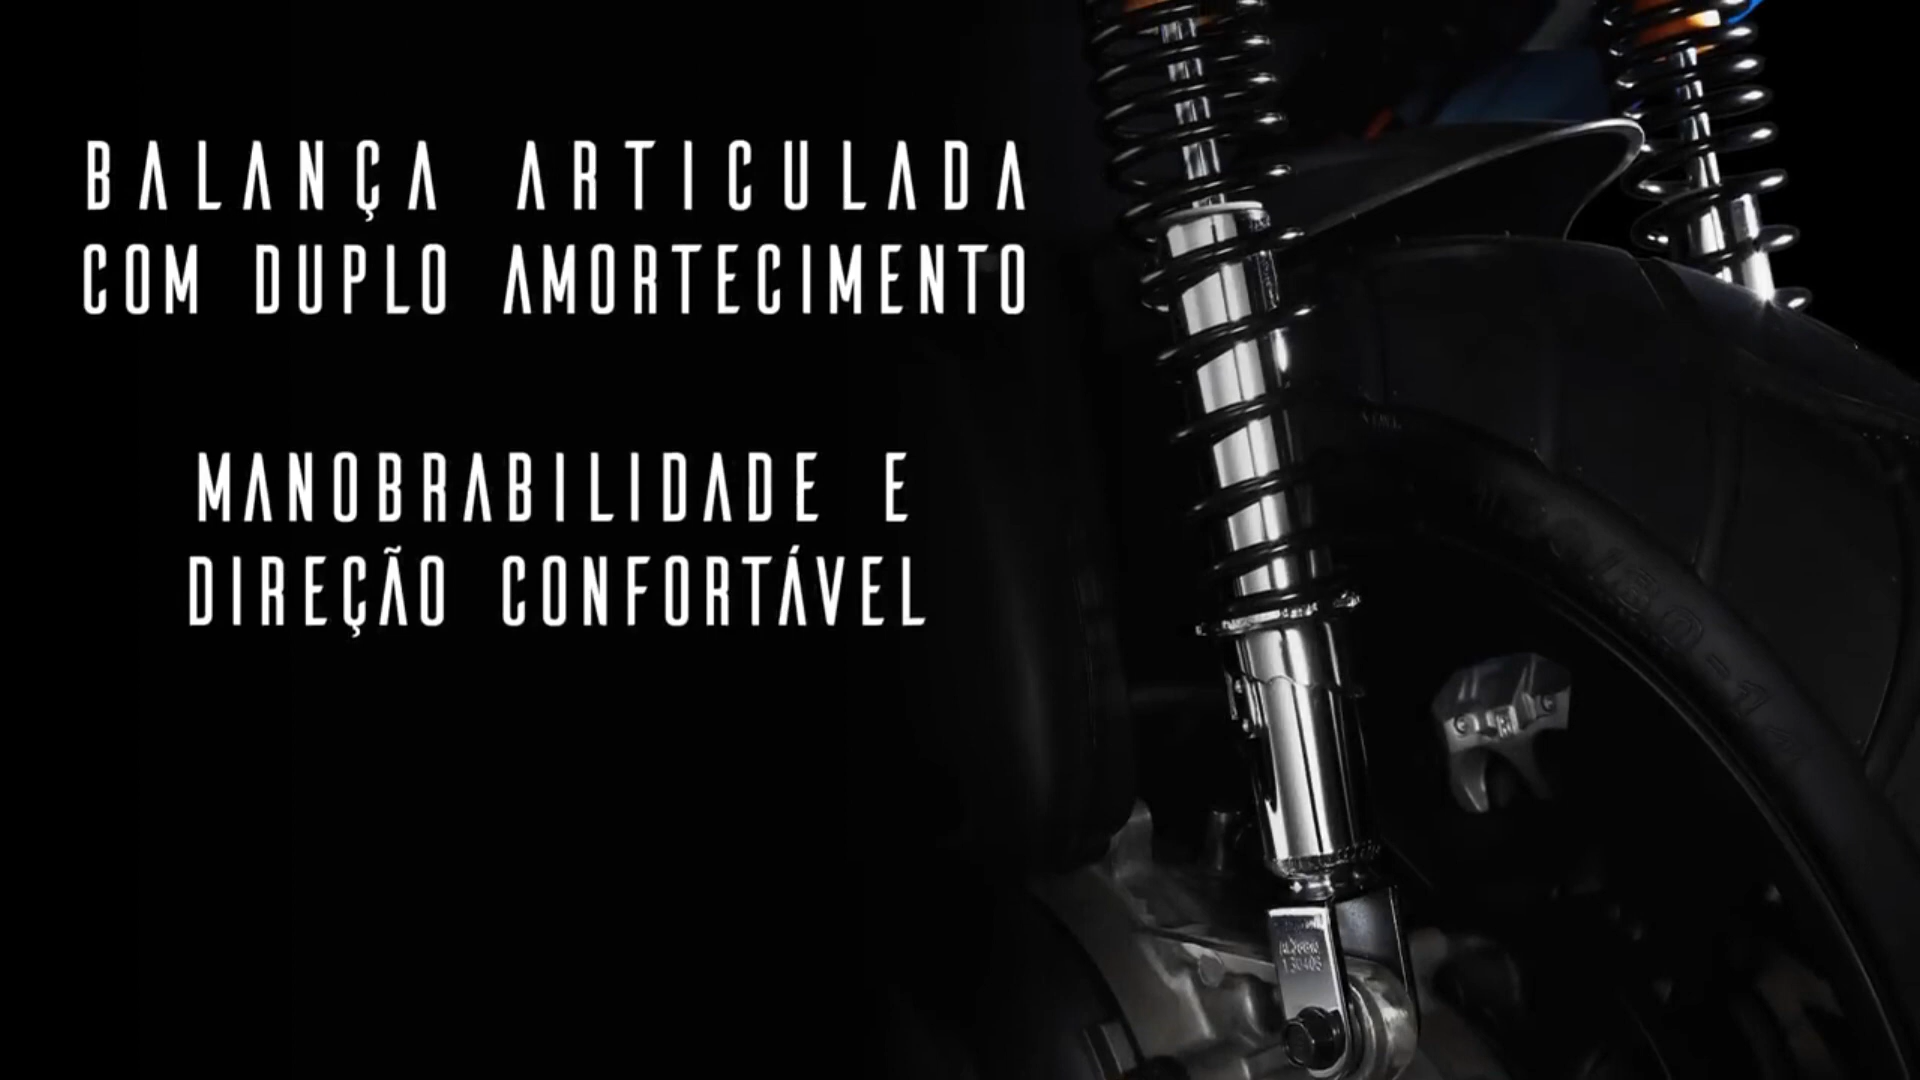 BALANÇA ARTICULADA
COM DUPLO AMORTECIMENTO
MANOBRABILIDADE E
DIREÇÃO CONFORTÁVEL